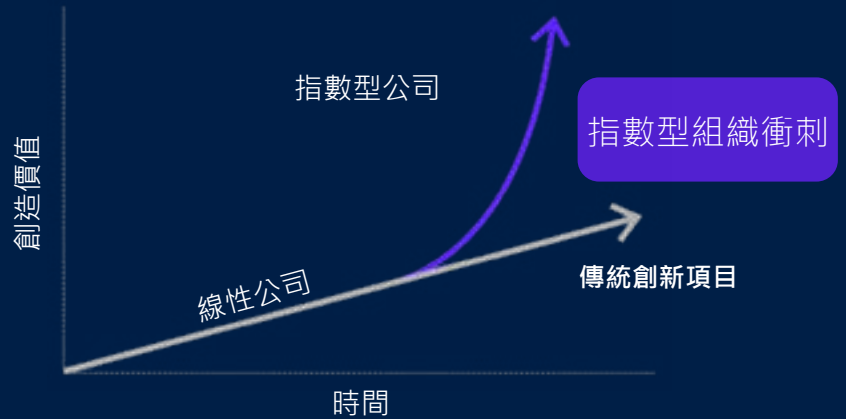 指數型公司
指數型組織衝刺
創造價值
線性公司
傳統創新項目
時間